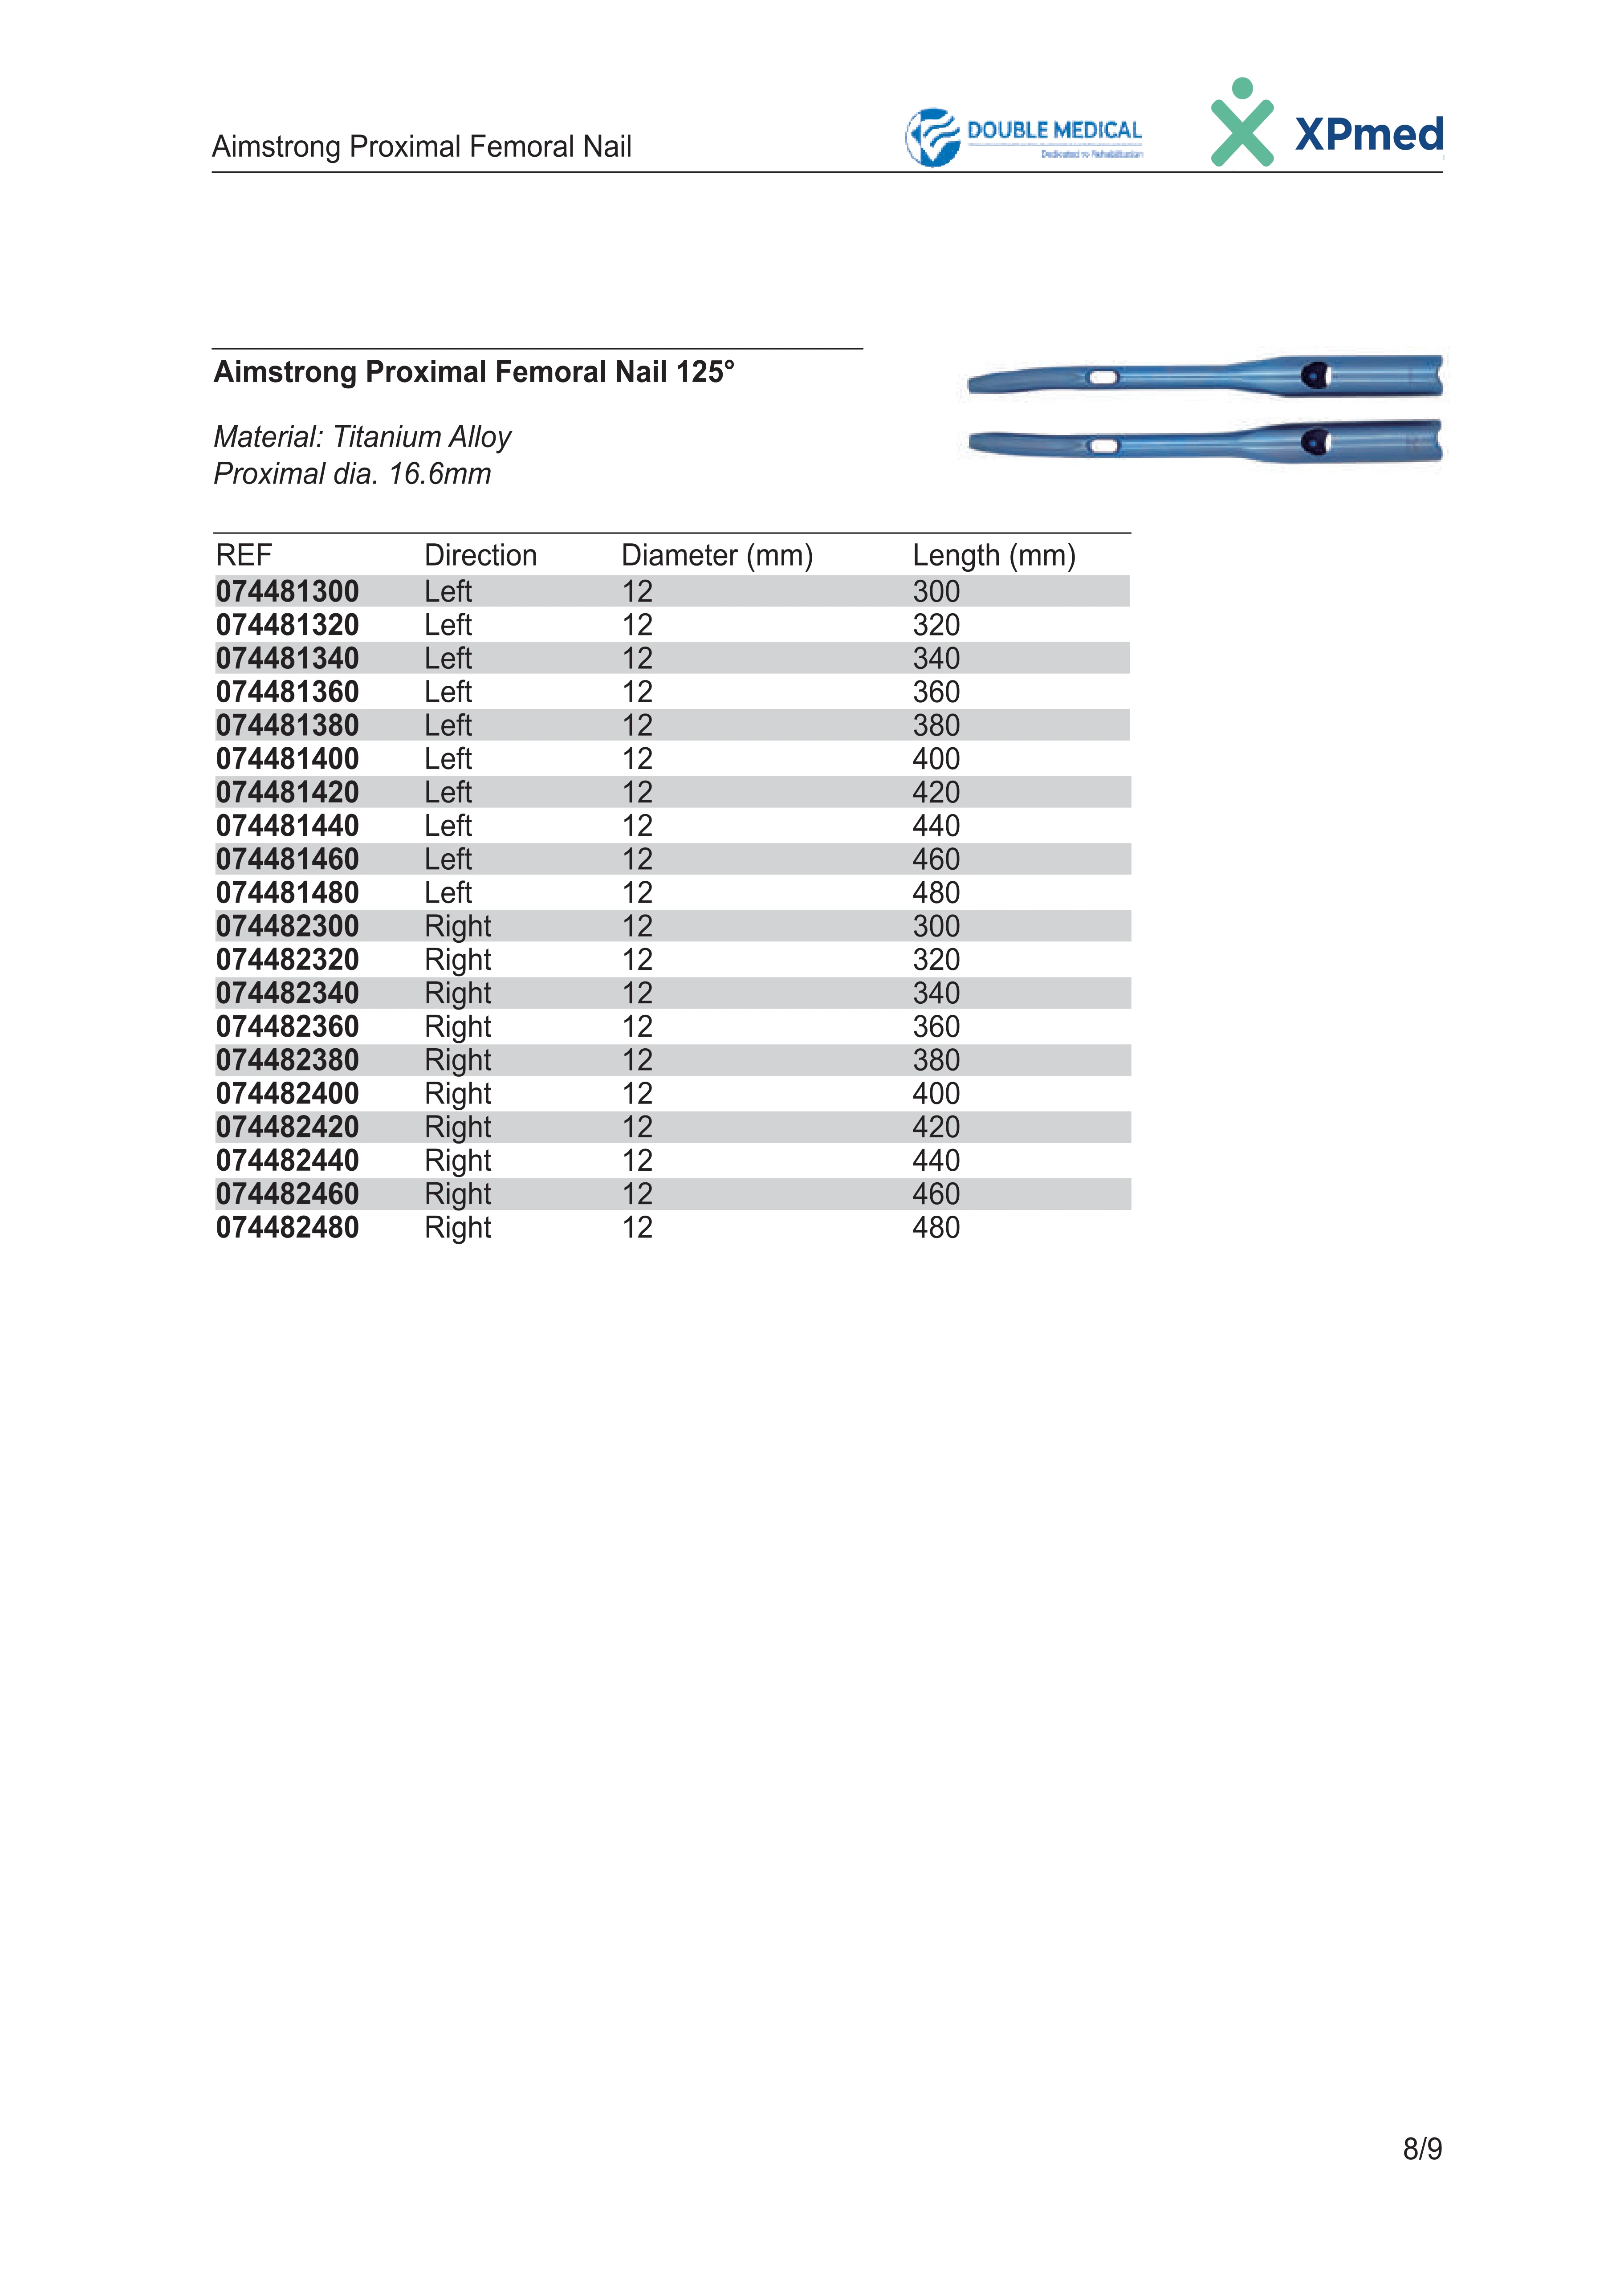 Aimstrong Proximal Femoral Nail
DOUBLE MEDICAL
Dedicated to Rehabilitation
XPmed
Aimstrong Proximal Femoral Nail 125°
Material: Titanium Alloy
Proximal dia. 16.6mm
REF Direction Diameter (mm) Length (mm)
074481300 Left 12 300
074481320 Left 12 320
074481340 Left 12 340
074481360 Left 12 360
074481380 Left 12 380
074481400 Left 12 400
074481420 Left 12 420
074481440 Left 12 440
074481460 Left 12 460
074481480 Left 12 480
074482300 Right 12 300
074482320 Right 12 320
074482340 Right 12 340
074482360 Right 12 360
074482380 Right 12 380
074482400 Right 12 400
074482420 Right 12 420
074482440 Right 12 440
074482460 Right 12 460
074482480 Right 12 480
8/9